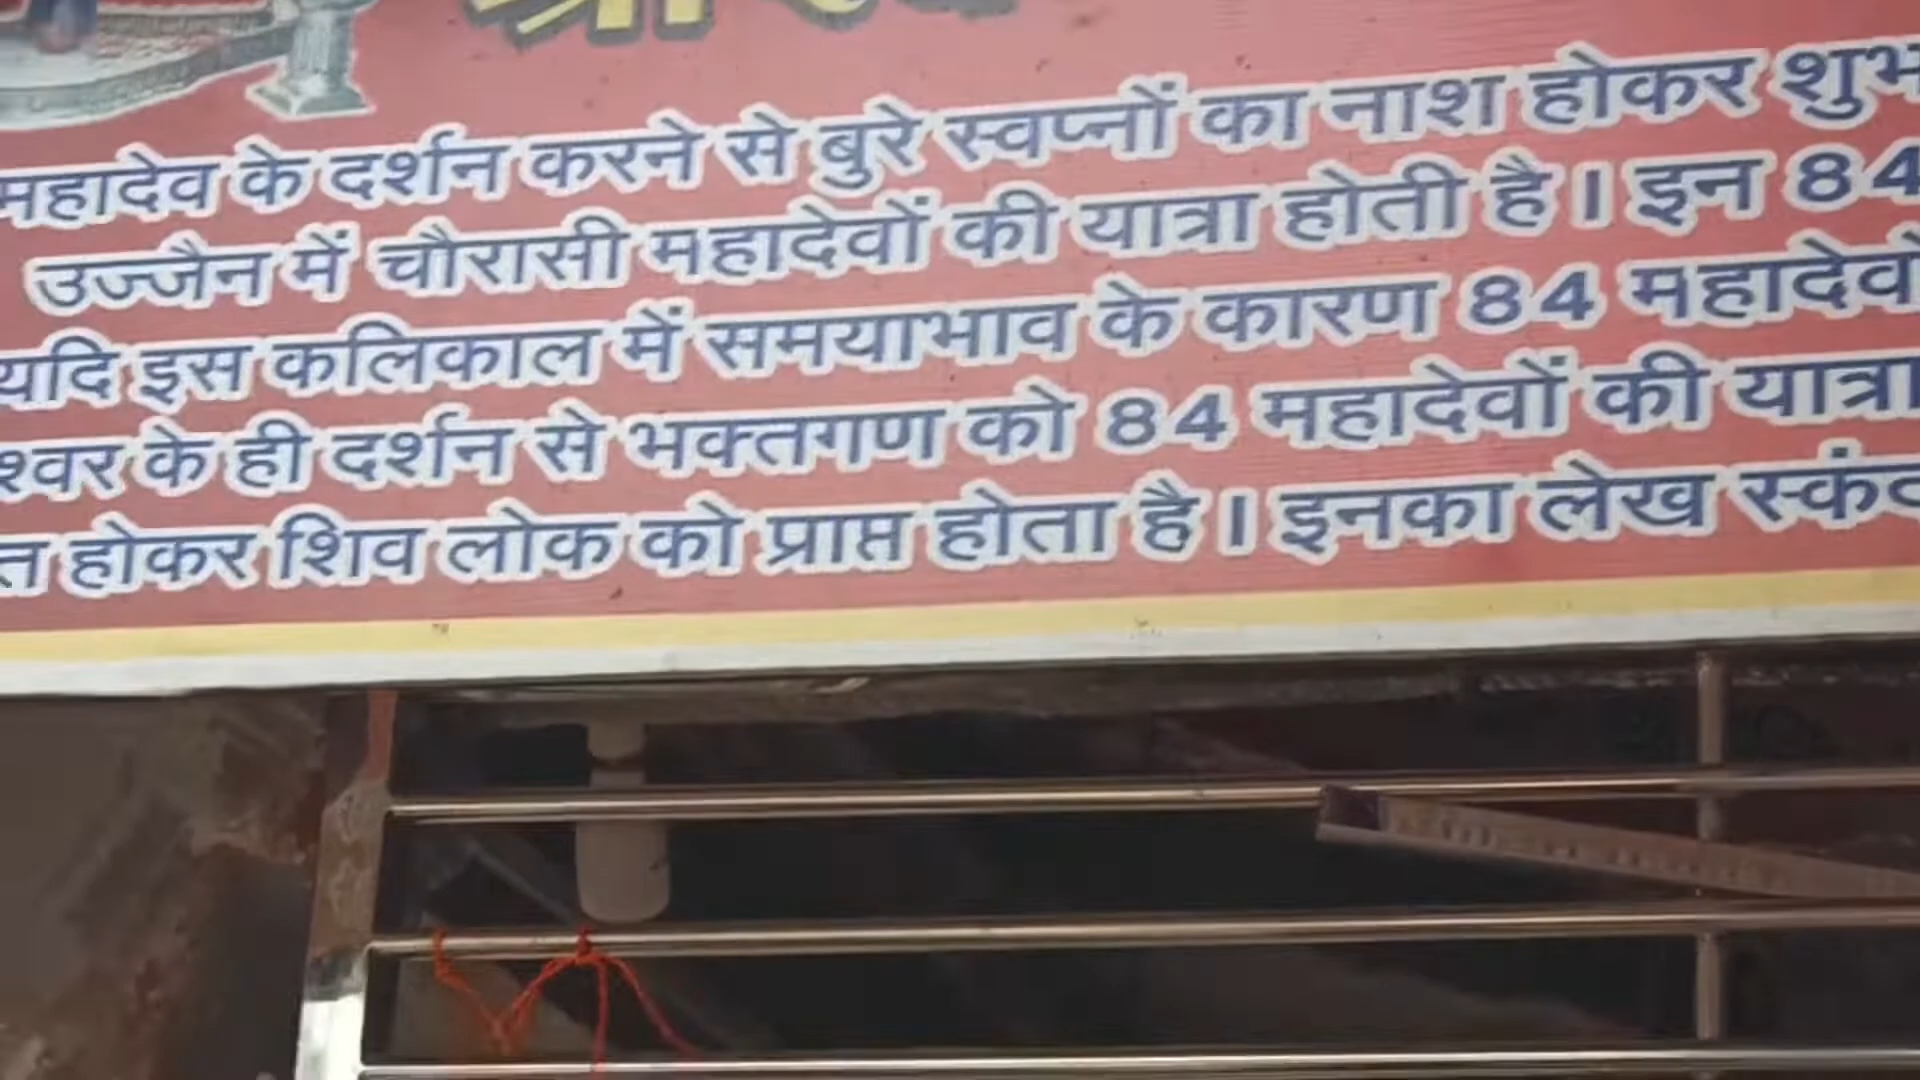 महादेव के दर्शन करने से बुरे स्वप्नों का नाश होकर शुभ
उज्जैन में चौरासी महादेवों की यात्रा होती है । इन 84
यदि इस कलिकाल में समयाभाव के कारण 84 महादेवों
श्वर के ही दर्शन से भक्तगण को 84 महादेवों की यात्रा
त होकर शिव लोक को प्राप्त होता है । इनका लेख स्कंद